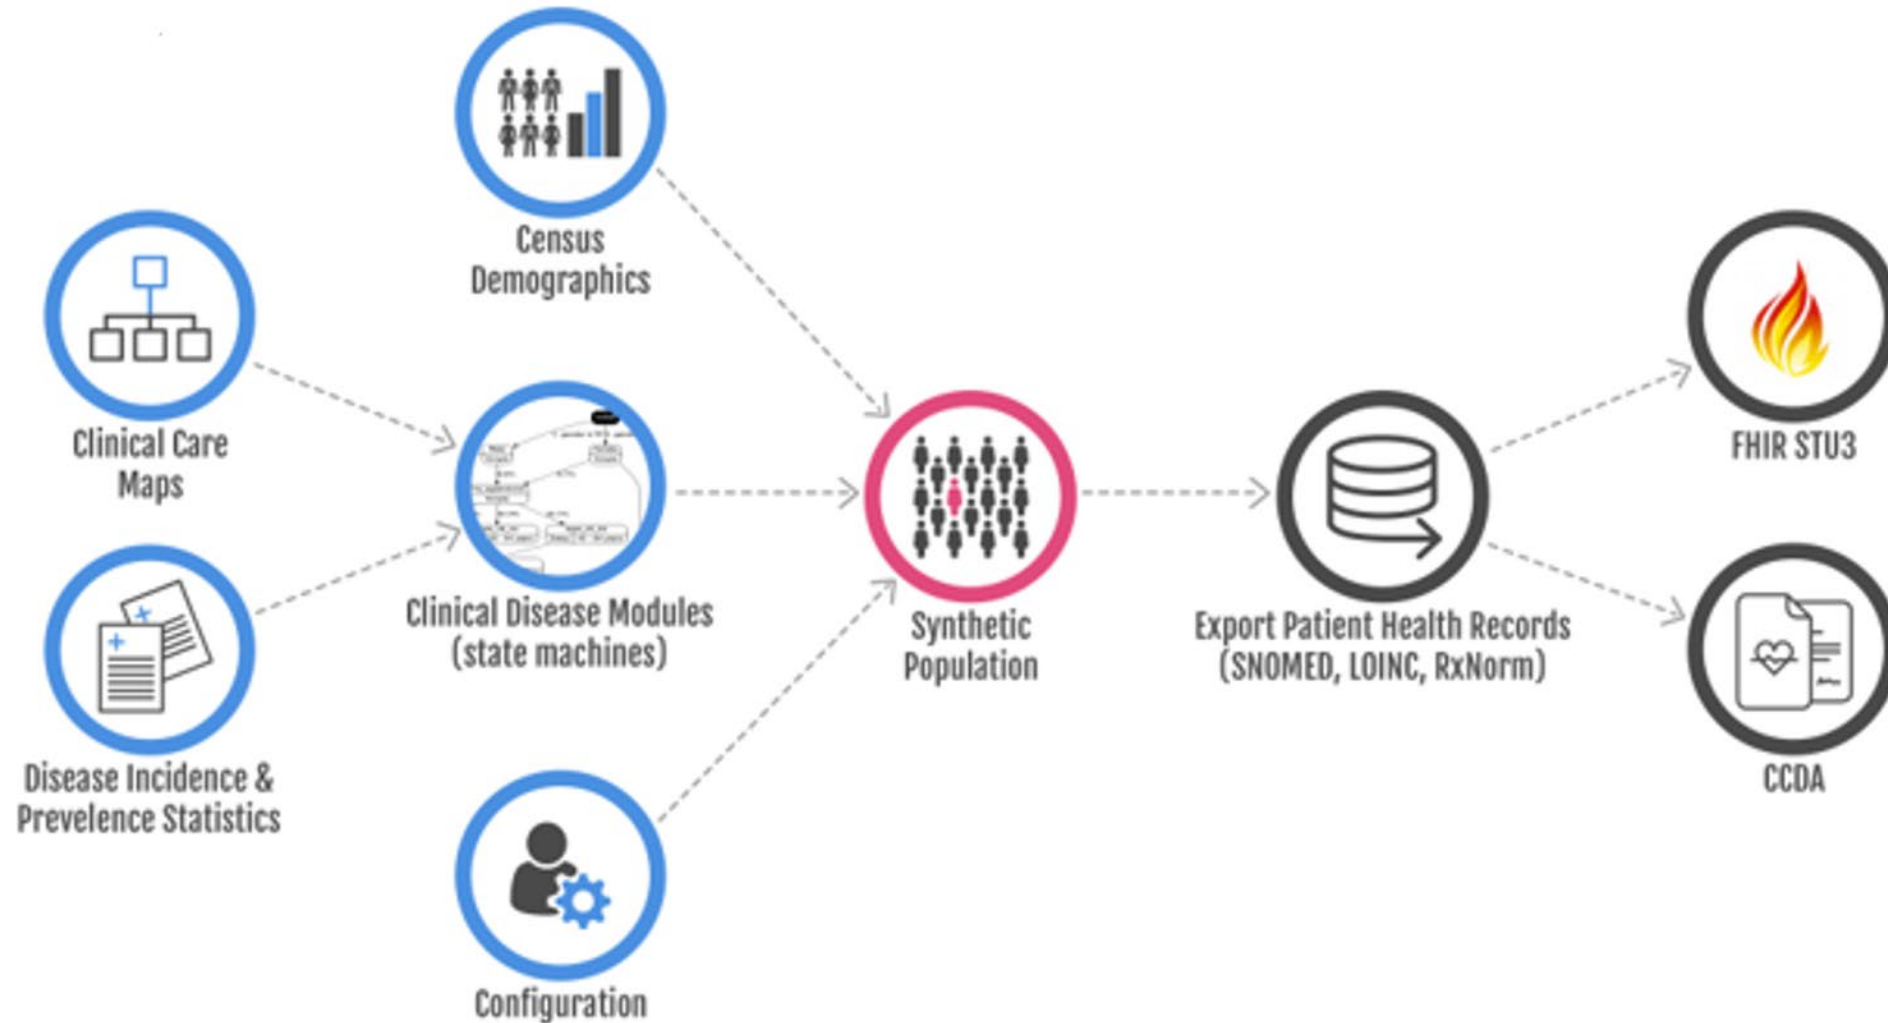 Census
Demographics
Clinical Care
Maps
Disease Incidence &
Prevelence Statistics
Clinical Disease Modules
(state machines)
Configuration
Synthetic
Population
Export Patient Health Records
(SNOMED, LOINC, RxNorm)
FHIR STU3
CCDA